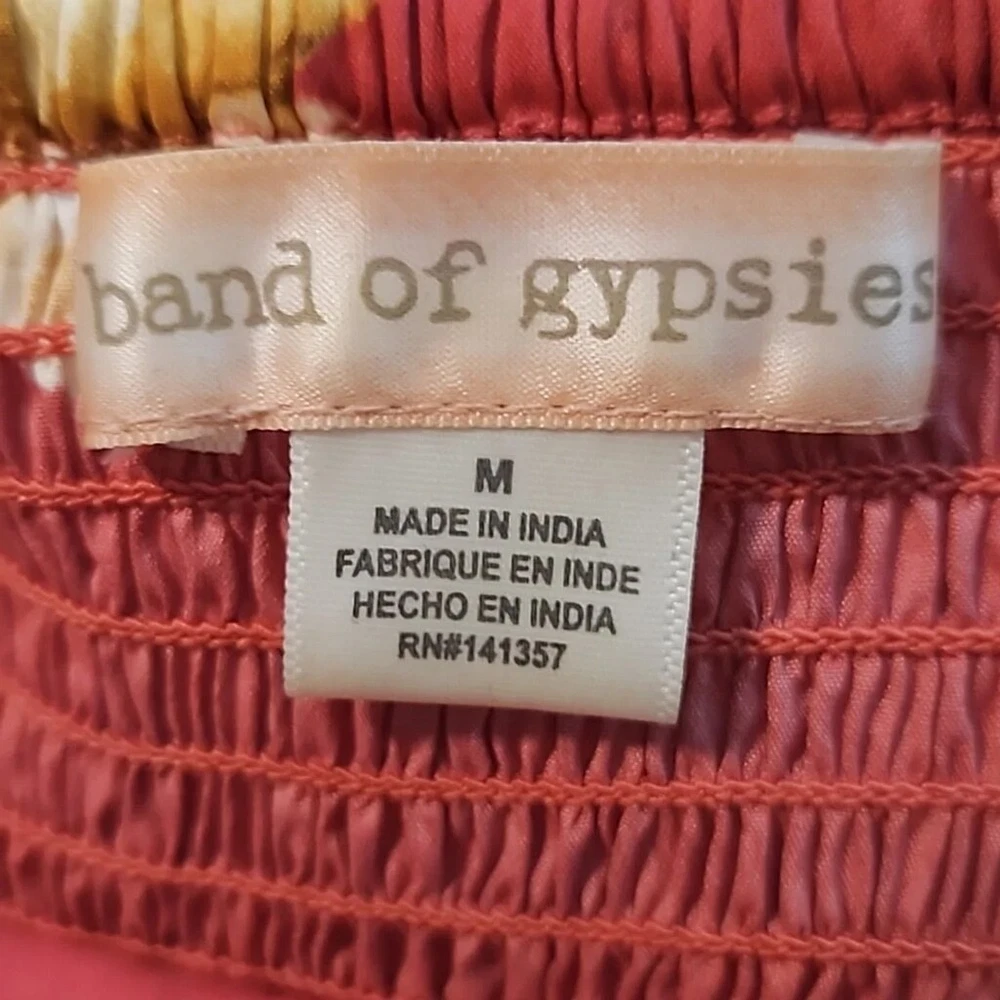 band of gypsies
M
MADE IN INDIA
FABRIQUE EN INDE
HECHO EN INDIA
RN#141357